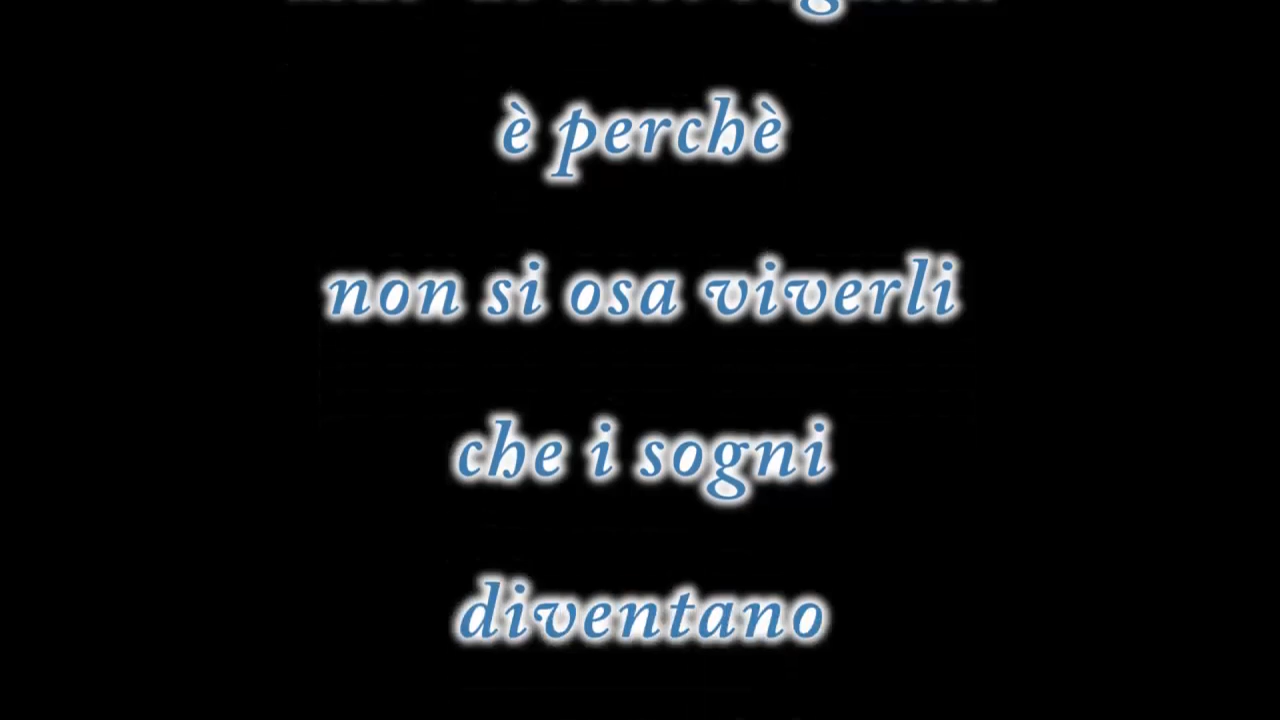 è perchè
non si osa viverli
che i sogni
diventano